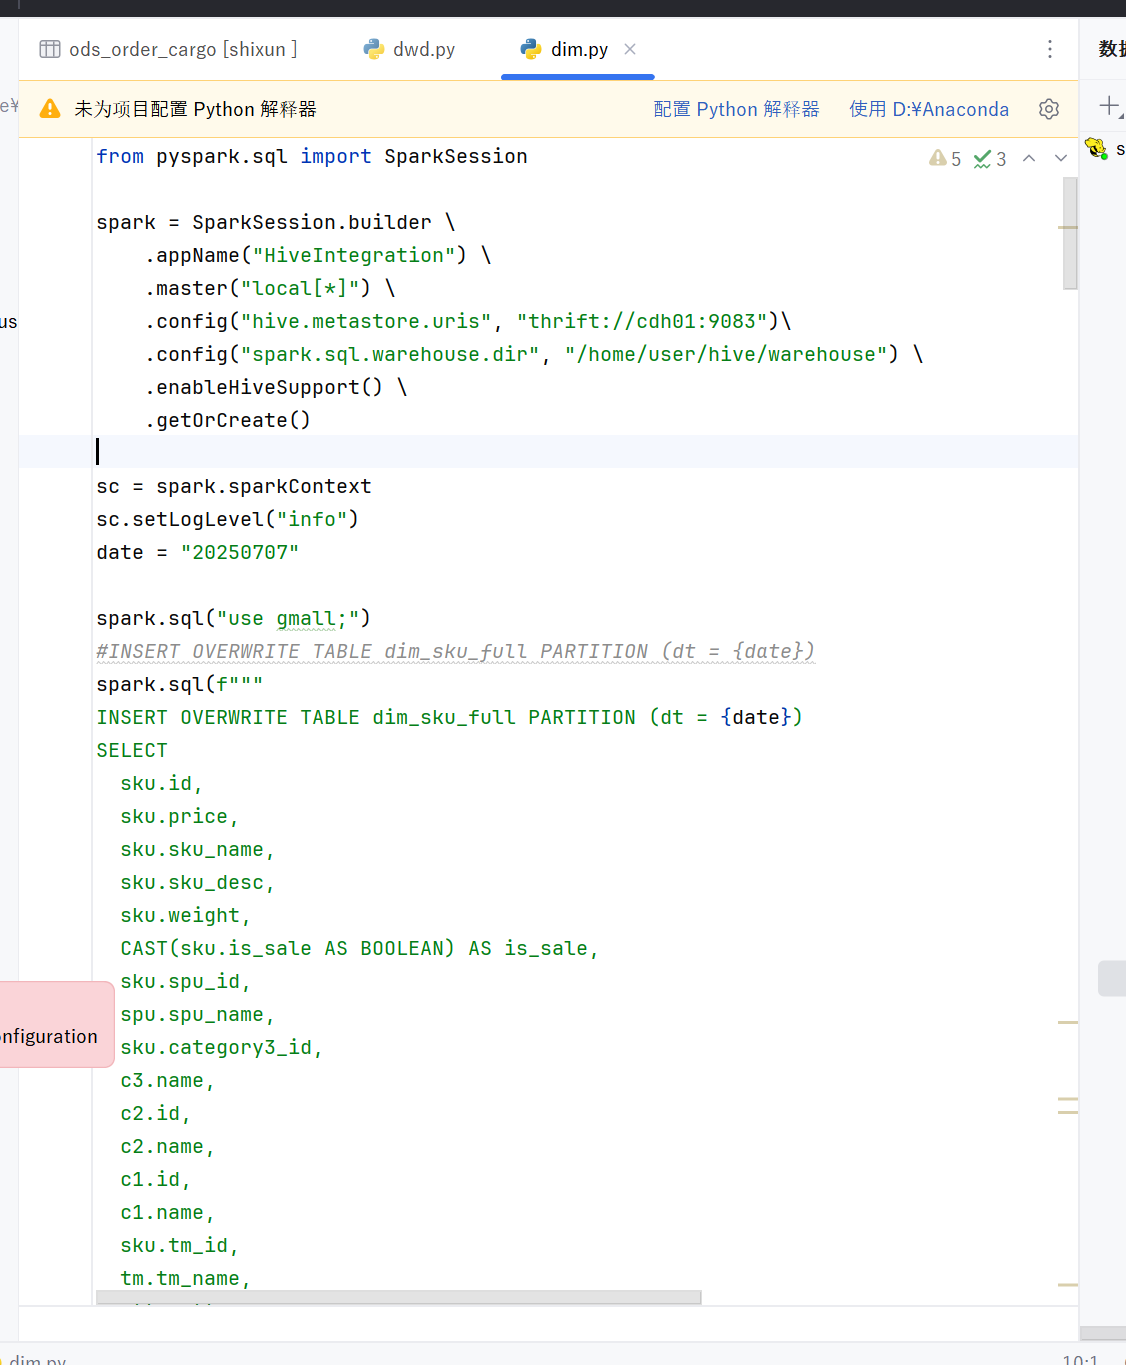 ods_order_cargo [shixun ]
dwd.py
dim.py
未为项目配置 Python 解释器
配置 Python 解释器
使用 D:¥Anaconda
from pyspark.sql import SparkSession
5
3
spark = SparkSession.builder \
.appName("HiveIntegration") \
.master("local[*]") \
.config("hive.metastore.uris", "thrift://cdh01:9083")\
.config("spark.sql.warehouse.dir", "/home/user/hive/warehouse") \
.enableHiveSupport() \
.getOrCreate()
sc = spark.sparkContext
sc.setLogLevel("info")
date = "20250707"
spark.sql("use gmall;")
#INSERT OVERWRITE TABLE dim_sku_full PARTITION (dt = {date})
spark.sql(f"""
INSERT OVERWRITE TABLE dim_sku_full PARTITION (dt = {date})
SELECT
sku.id,
sku.price,
sku.sku_name,
sku.sku_desc,
sku.weight,
CAST(sku.is_sale AS BOOLEAN) AS is_sale,
sku.spu_id,
spu.spu_name,
nfiguration
sku.category3_id,
c3.name,
c2.id,
c2.name,
c1.id,
c1.name,
sku.tm_id,
tm.tm_name,
dim.py
10:1